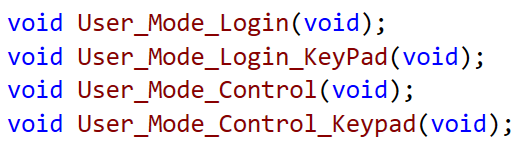 void User_Mode_Login(void);
void User_Mode_Login_KeyPad(void);
void User_Mode_Control(void);
void User_Mode_Control_Keypad(void);